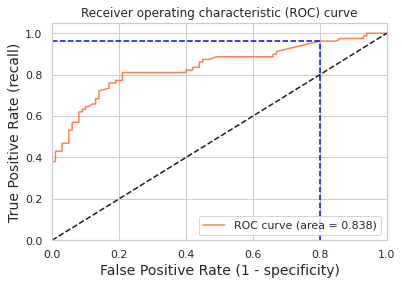 Receiver operating characteristic (ROC) curve
True Positive Rate (recall)
1.0
0.8
0.6
0.4
0.2
0.0
ROC curve (area = 0.838)
0.0 0.2 0.4 0.6 0.8 1.0
False Positive Rate (1 - specificity)